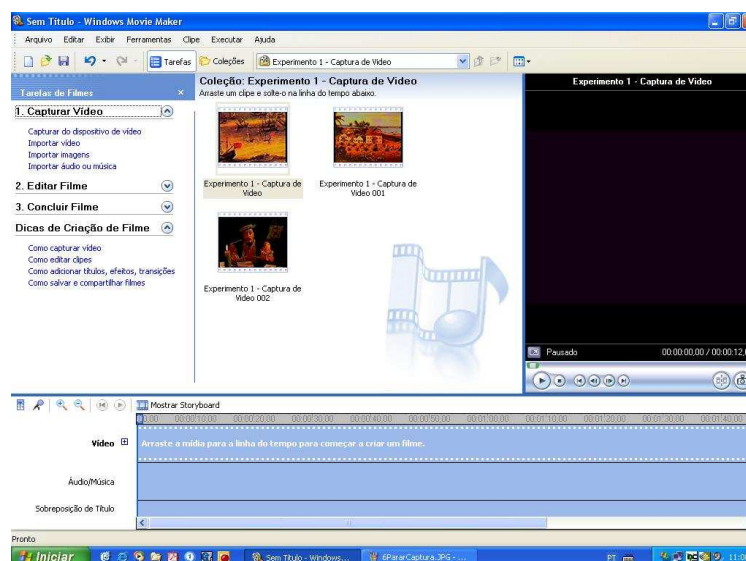 Sem Título - Windows Movie Maker
Arquivo Editar Exibir Ferramentas Clipe Executar Ajuda
Tarefas Coleções Experimento 1 - Captura de Video
Tarefas de Filmes
1. Capturar Vídeo
Capturar do dispositivo de vídeo
Importar vídeo
Importar imagens
Importar áudio ou música
2. Editar Filme
3. Concluir Filme
Dicas de Criação de Filme
Como capturar vídeo
Como editar clipes
Como adicionar títulos, efeitos, transições
Como salvar e compartilhar filmes
Coleção: Experimento 1 - Captura de Video
Arraste um clipe e solte-o na linha do tempo abaixo.
Experimento 1 - Captura de
Video
Experimento 1 - Captura de
Video 001
Experimento 1 - Captura de
Video 002
Experimento 1 - Captura de Video
Pausado 00:00:00,00 / 00:00:12,
Mostrar Storyboard
00:00'10,00 00:00'20,00 00:00'30,00 00:00'40,00 00:00'50,00 00:01'00,00 00:01'10,00 00:01'20,00 00:01'30,00 00:01'40,00
Vídeo Arraste a mídia para a linha do tempo para começar a criar um filme.
Áudio/Música
Sobreposição de Título
Pronto
Iniciar Sem Título - Windows... 6PararCaptura.JPG - ... PT